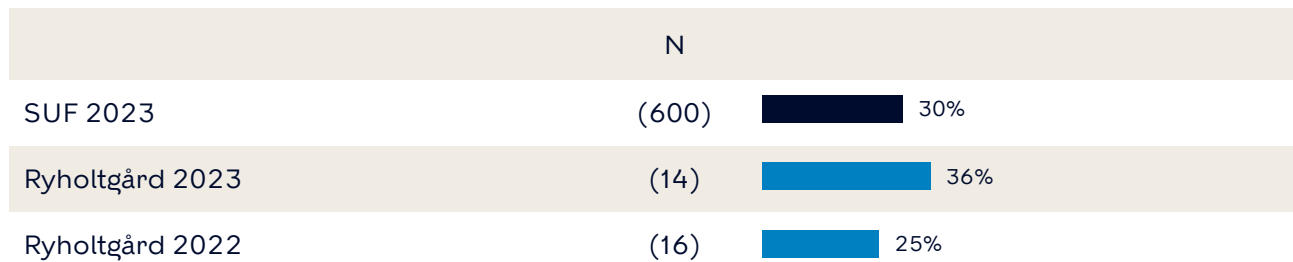 N
SUF 2023 (600) 30%
Ryholtgård 2023 (14) 36%
Ryholtgård 2022 (16) 25%